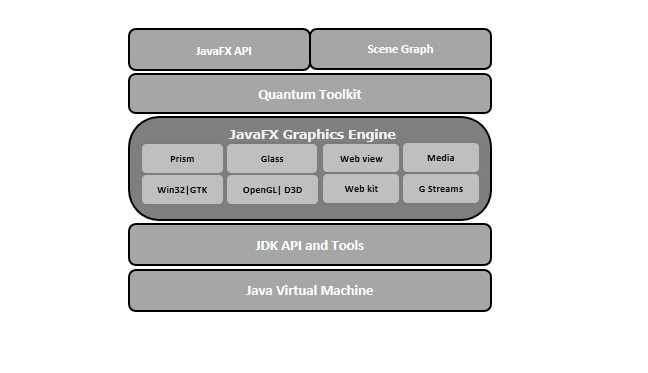 JavaFX API
Scene Graph
Quantum Toolkit
JavaFX Graphics Engine
Prism
Glass
Web view
Media
Win32|GTK
OpenGL| D3D
Web kit
G Streams
JDK API and Tools
Java Virtual Machine